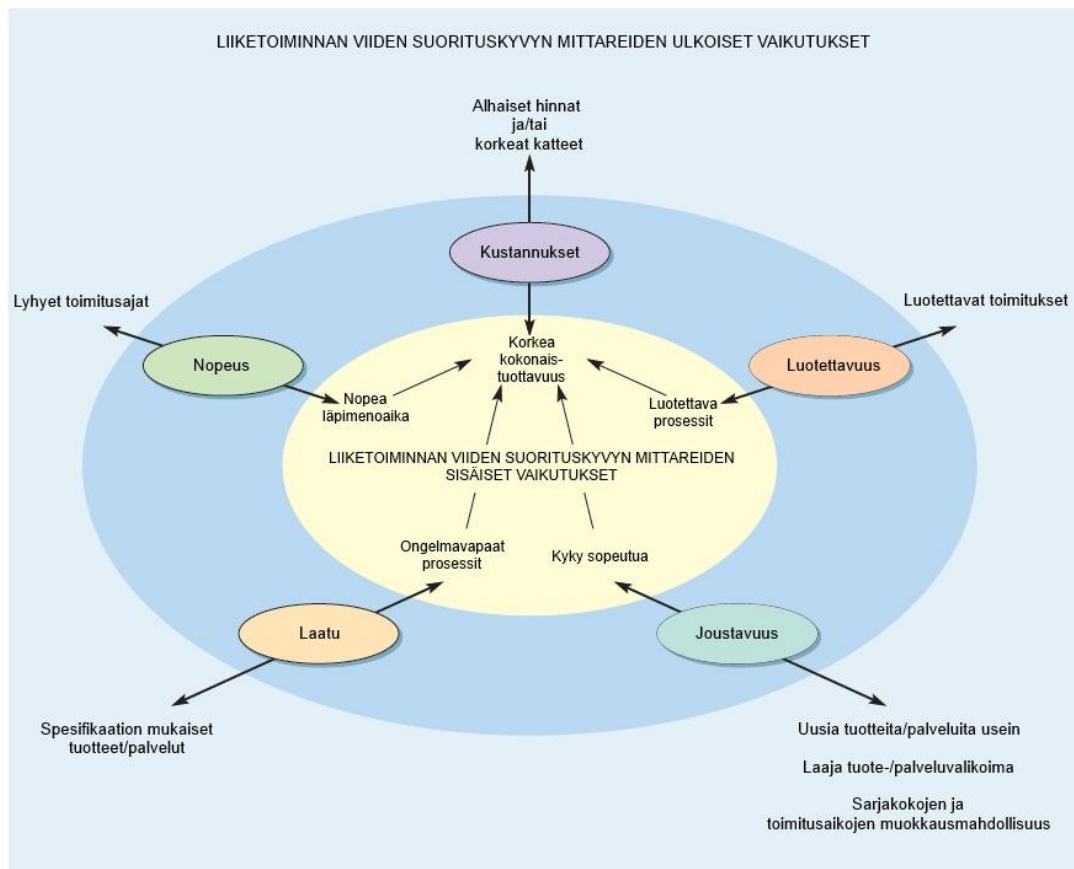 LIIKETOIMINNAN VIIDEN SUORITUSKYVYN MITTAREIDEN ULKOISET VAIKUTUKSET
Alhaiset hinnat
ja/tai
korkeat katteet
Kustannukset
Lyhyet toimitusajat
Luotettavat toimitukset
Nopeus
Luotettavuus
Korkea
kokonais-
tuottavuus
Nopea
läpimenoaika
Luotettava
prosessit
LIIKETOIMINNAN VIIDEN SUORITUSKYVYN MITTAREIDEN
SISÄISET VAIKUTUKSET
Ongelmavapaat
prosessit
Kyky sopeutua
Laatu
Joustavuus
Spesifikaation mukaiset
tuotteet/palvelut
Uusia tuotteita/palveluita usein
Laaja tuote-/palveluvalikoima
Sarjakokojen ja
toimitusaikojen muokkausmahdollisuus